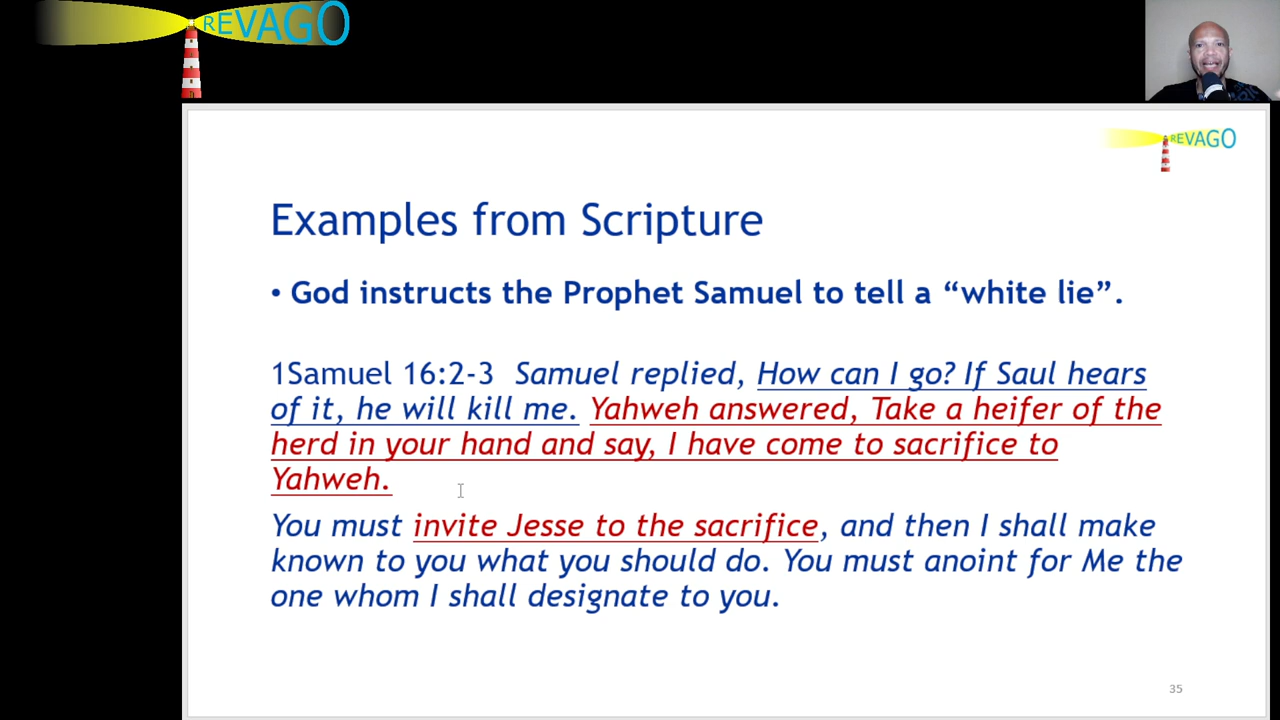 REVAGO
REVAGO
Examples from Scripture
• God instructs the Prophet Samuel to tell a “white lie”.
1Samuel 16:2-3 Samuel replied, How can I go? If Saul hears
of it, he will kill me. Yahweh answered, Take a heifer of the
herd in your hand and say, I have come to sacrifice to
Yahweh.
You must invite Jesse to the sacrifice, and then I shall make
known to you what you should do. You must anoint for Me the
one whom I shall designate to you.
35